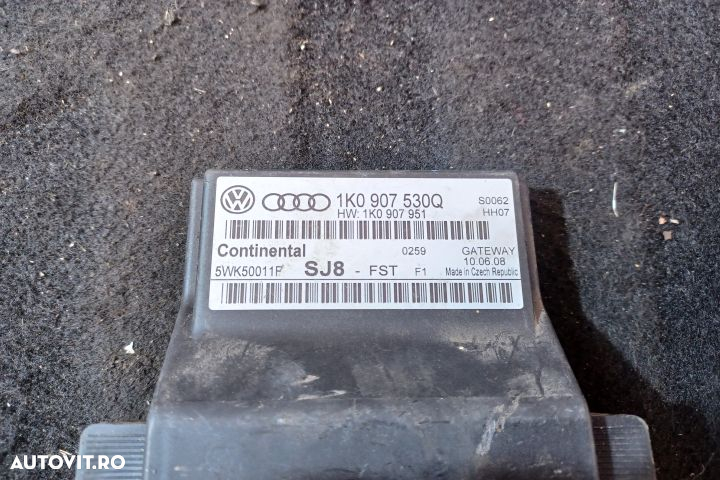 1K0 907 530Q
HW: 1K0 907 951
S0062
HH07
Continental
0259
GATEWAY
5WK50011F
SJ8 - FST
F1
10.06.08
Made in Czech Republic
AUTOVIT.RO